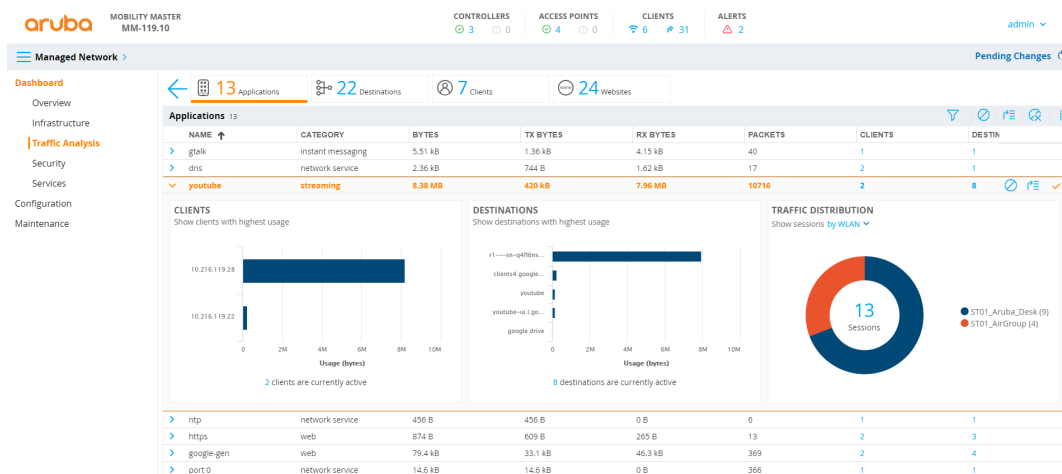 aruba
MOBILITY MASTER
MM-119.10
CONTROLLERS
3 0
ACCESS POINTS
4 0
CLIENTS
6 31
ALERTS
2
admin
Managed Network
Pending Changes
Dashboard
Overview
Infrastructure
Traffic Analysis
Security
Services
Configuration
Maintenance
13 Applications
22 Destinations
7 Clients
www
24 Websites
Applications 13
NAME CATEGORY BYTES TX BYTES RX BYTES PACKETS CLIENTS DESTIN
gtalk instant messaging 5.51 kB 1.36 kB 4.15 kB 40 1 1
dns network service 2.36 kB 744 B 1.62 kB 17 2 1
youtube streaming 8.38 MB 420 kB 7.96 MB 10716 2 8
CLIENTS
Show clients with highest usage
10.216.119.28
10.216.119.22
0 2M 4M 6M 8M 10M
Usage (bytes)
2 clients are currently active
DESTINATIONS
Show destinations with highest usage
r1---sn-q4fl6ns...
clients4.google...
youtube
youtube-ui.l.go...
google drive
0 2M 4M 6M 8M 10M
Usage (bytes)
8 destinations are currently active
TRAFFIC DISTRIBUTION
Show sessions by WLAN
13
Sessions
ST01_Aruba_Desk (9)
ST01_AirGroup (4)
ntp network service 456 B 456 B 0 B 6 1 1
https web 874 B 609 B 265 B 13 2 3
google-gen web 79.4 kB 33.1 kB 46.3 kB 369 2 4
port 0 network service 14.6 kB 14.6 kB 0 B 366 1 1